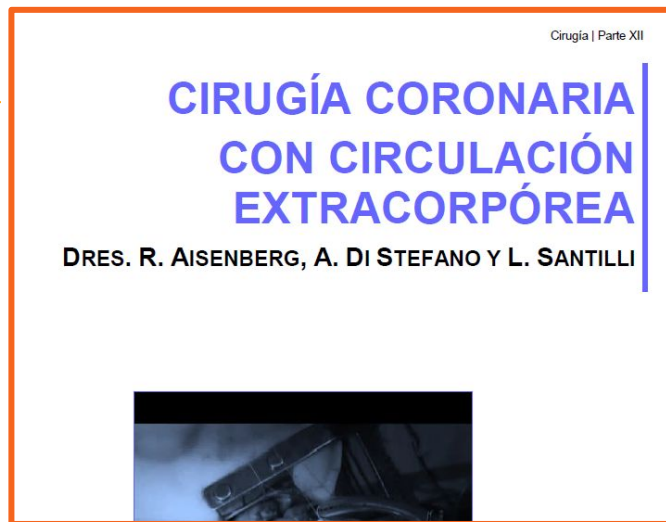 Cirugía | Parte XII
CIRUGÍA CORONARIA
CON CIRCULACIÓN
EXTRACORPÓREA
DRES. R. AISENBERG, A. DI STEFANO Y L. SANTILLI